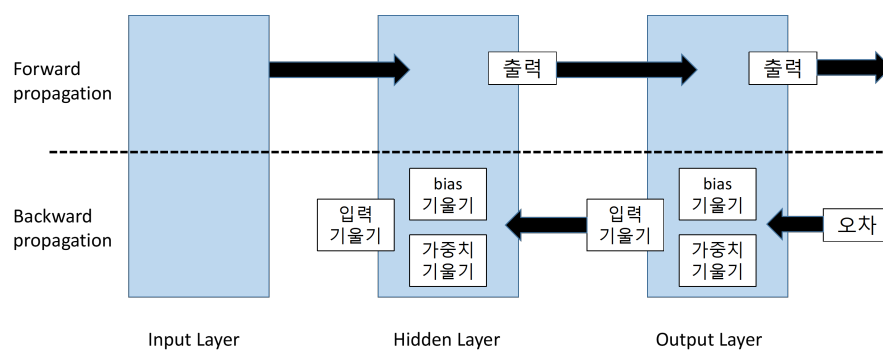 Forward
propagation
출력
출력
Backward
propagation
입력
기울기
bias
기울기
가중치
기울기
입력
기울기
bias
기울기
가중치
기울기
오차
Input Layer
Hidden Layer
Output Layer